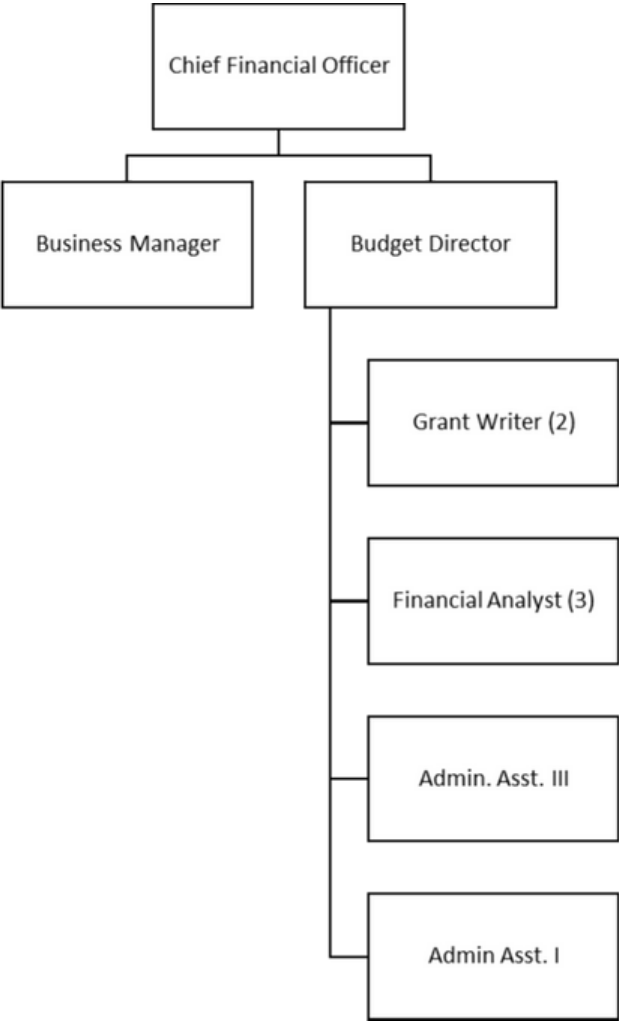 Chief Financial Officer
Business Manager
Budget Director
Grant Writer (2)
Financial Analyst (3)
Admin. Asst. III
Admin Asst. I